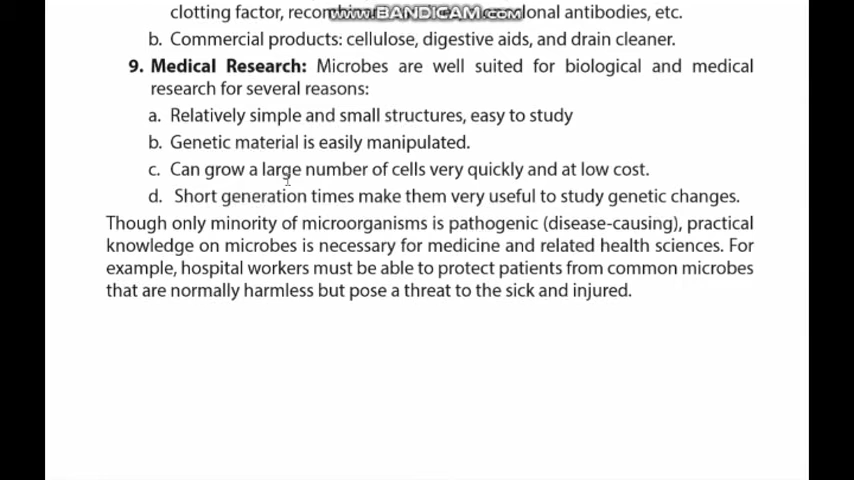 clotting factor, recombin onal antibodies, etc.
www.BANDICAM.com
b. Commercial products: cellulose, digestive aids, and drain cleaner.
9. Medical Research: Microbes are well suited for biological and medical
research for several reasons:
a. Relatively simple and small structures, easy to study
b. Genetic material is easily manipulated.
c. Can grow a large number of cells very quickly and at low cost.
d. Short generation times make them very useful to study genetic changes.
Though only minority of microorganisms is pathogenic (disease-causing), practical
knowledge on microbes is necessary for medicine and related health sciences. For
example, hospital workers must be able to protect patients from common microbes
that are normally harmless but pose a threat to the sick and injured.